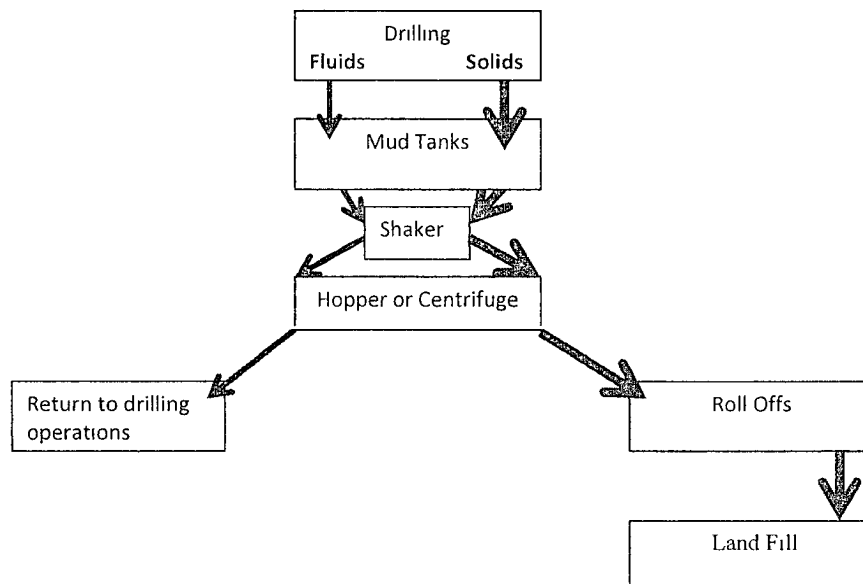 Drilling
Fluids Solids
Mud Tanks
Shaker
Hopper or Centrifuge
Return to drilling
operations
Roll Offs
Land Fill